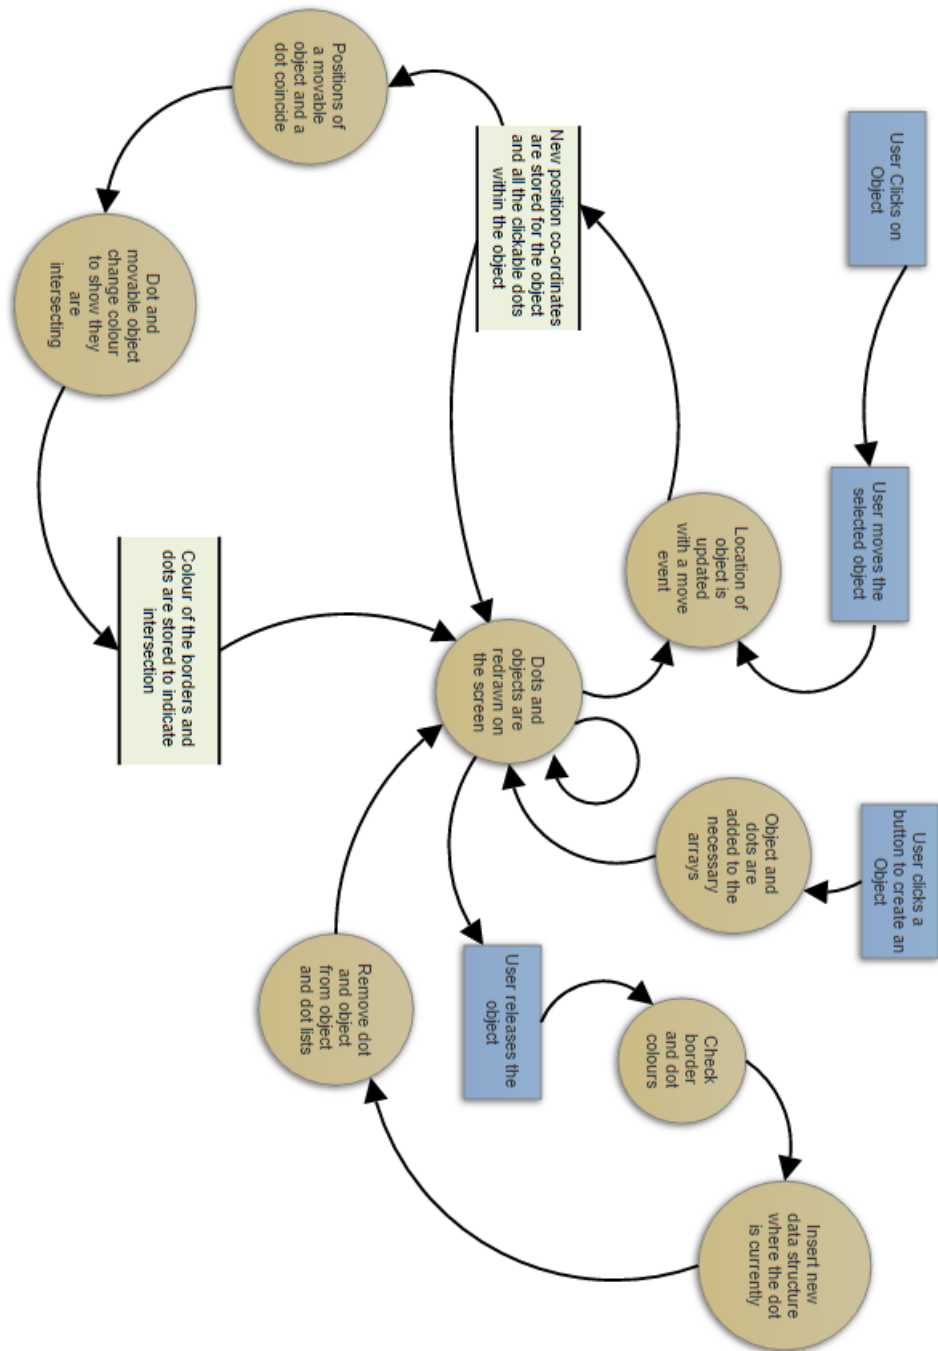 User Clicks on
Object
User moves the
selected object
User clicks a
button to create an
Object
Location of
object is
updated
with a move
event
Object and
dots are
added to the
necessary
arrays
Insert new
data structure
where the dot
is currently
Check
border
and dot
colours
New position co-ordinates
are stored for the object
and all the clickable dots
within the object
Dots and
objects are
redrawn on
the screen
User releases the
object
Positions of
a movable
object and a
dot coincide
Remove dot
and object
from object
and dot lists
Dot and
movable object
change colour
to show they
are
intersecting
Colour of the borders and
dots are stored to indicate
intersection